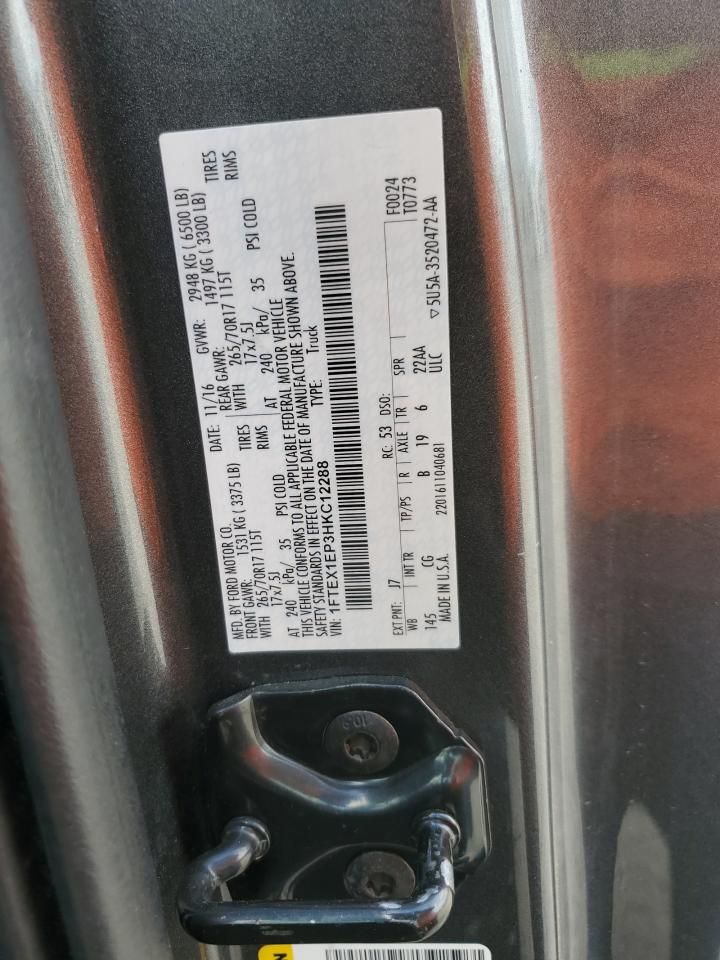 MFD. BY FORD MOTOR CO.
DATE: 11/16 GVWR: 2948 KG ( 6500 LB)
FRONT GAWR: 1531 KG ( 3375 LB) REAR GAWR: 1497 KG ( 3300 LB)
WITH 265/70R17 115T TIRES WITH 265/70R17 115T TIRES
17x7.5J RIMS 17x7.5J RIMS
AT 240 kPa/ 35 PSI COLD AT 240 kPa/ 35 PSI COLD
THIS VEHICLE CONFORMS TO ALL APPLICABLE FEDERAL MOTOR VEHICLE
SAFETY STANDARDS IN EFFECT ON THE DATE OF MANUFACTURE SHOWN ABOVE.
VIN: 1FTEX1EP3HKC12288 TYPE: Truck
F0024
T0773
EXT PNT: J7 RC: 53 DSO:
WB INT TR TP/PS R AXLE TR SPR
145 CG B 19 6 22AA
ULC
2201611040681
MADE IN U.S.A. ▽5U5A-3520472-AA
10.9